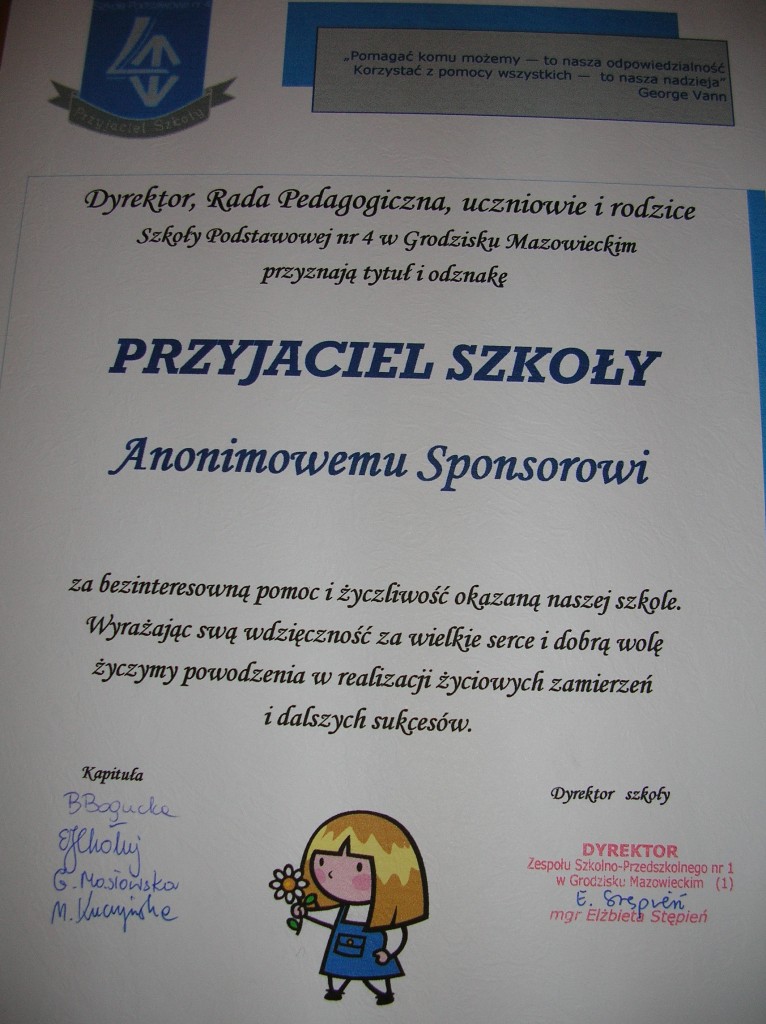 Przyjaciel Szkoły
„Pomagać komu możemy — to nasza odpowiedzialność
Korzystać z pomocy wszystkich — to nasza nadzieja”
George Vann
Dyrektor, Rada Pedagogiczna, uczniowie i rodzice
Szkoły Podstawowej nr 4 w Grodzisku Mazowieckim
przyznają tytuł i odznakę
PRZYJACIEL SZKOŁY
Anonimowemu Sponsorowi
za bezinteresowną pomoc i życzliwość okazaną naszej szkole.
Wyrażając swą wdzięczność za wielkie serce i dobrą wolę
życzymy powodzenia w realizacji życiowych zamierzeń
i dalszych sukcesów.
Kapituła
B Bogucka
G. Mosłowska
M. Kuczyńska
Dyrektor szkoły
DYREKTOR
Zespołu Szkolno-Przedszkolnego nr 1
w Grodzisku Mazowieckim (1)
E. Stępień
mgr Elżbieta Stępień